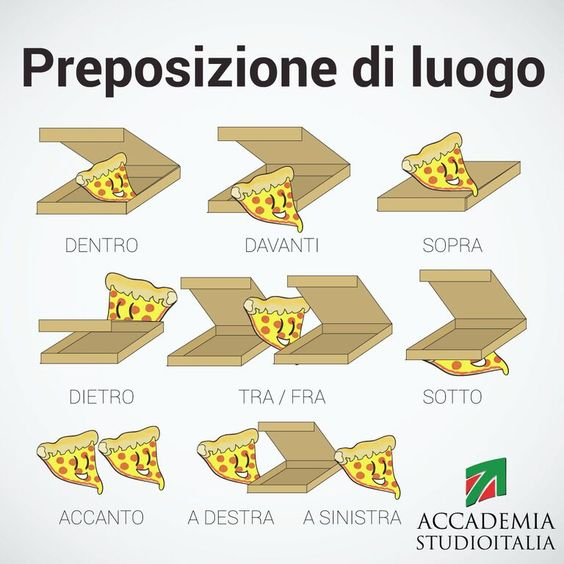 Preposizione di luogo
DENTRO
DAVANTI
SOPRA
DIETRO
TRA / FRA
SOTTO
ACCANTO
A DESTRA
A SINISTRA
ACCADEMIA
STUDIOITALIA